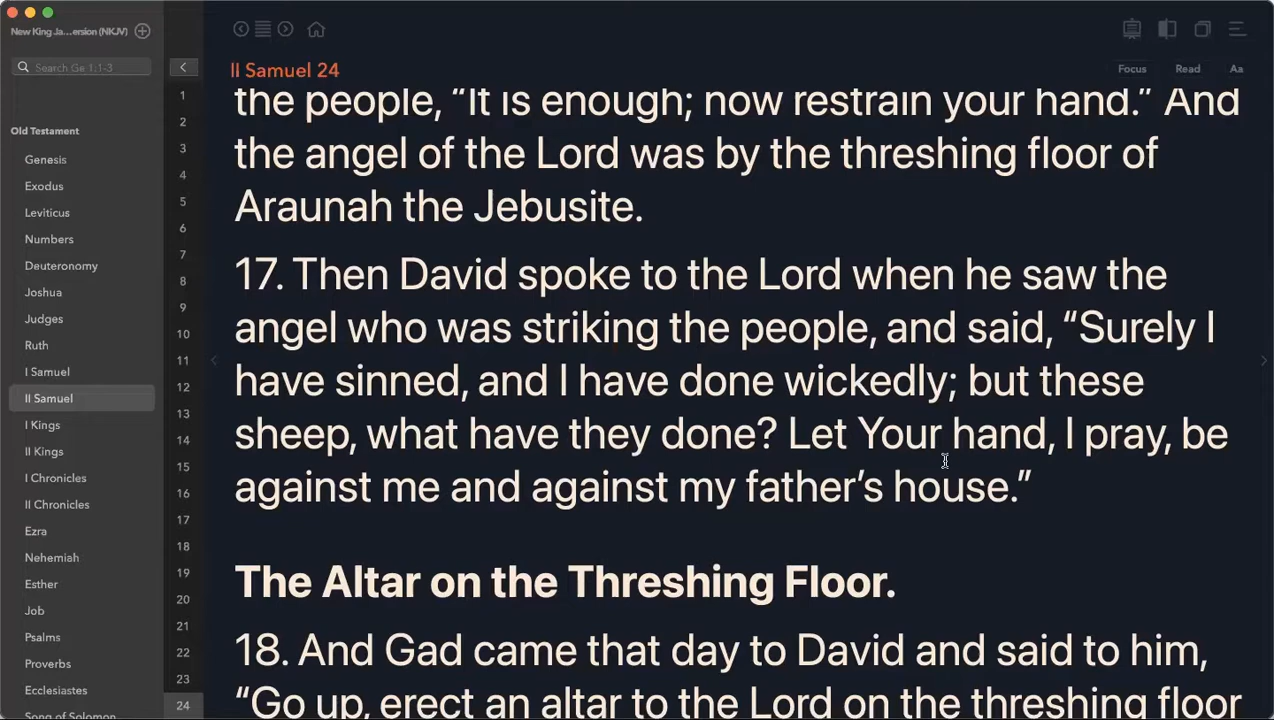 New King Ja...ersion (NKJV)
Search Ge 1:1-3
Old Testament
Genesis
Exodus
Leviticus
Numbers
Deuteronomy
Joshua
Judges
Ruth
I Samuel
II Samuel
I Kings
II Kings
I Chronicles
II Chronicles
Ezra
Nehemiah
Esther
Job
Psalms
Proverbs
Ecclesiastes
Song of Solomon
1
2
3
4
5
6
7
8
9
10
11
12
13
14
15
16
17
18
19
20
21
22
23
24
II Samuel 24
Focus
Read
Aa
the people, “It is enough; now restrain your hand.” And
the angel of the Lord was by the threshing floor of
Araunah the Jebusite.
17. Then David spoke to the Lord when he saw the
angel who was striking the people, and said, “Surely I
have sinned, and I have done wickedly; but these
sheep, what have they done? Let Your hand, I pray, be
against me and against my father’s house.”
The Altar on the Threshing Floor.
18. And Gad came that day to David and said to him,
“Go up, erect an altar to the Lord on the threshing floor